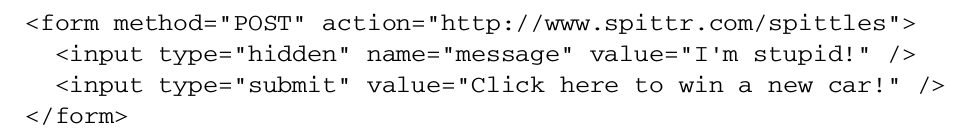 <form method="POST" action="http://www.spittr.com/spittles">
<input type="hidden" name="message" value="I'm stupid!" />
<input type="submit" value="Click here to win a new car!" />
</form>